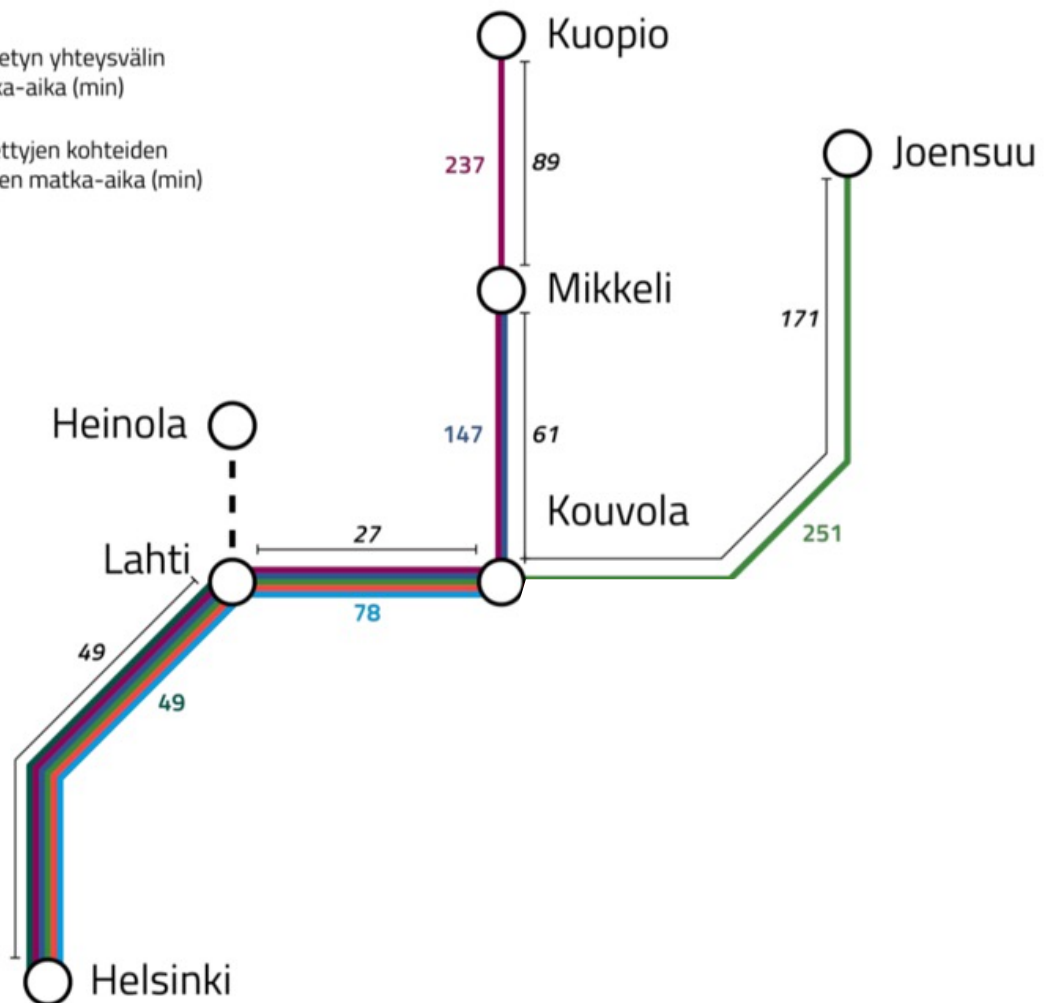 etyn yhteysvälin
ka-aika (min)
ttyjen kohteiden
en matka-aika (min)
Kuopio
237
89
Joensuu
Mikkeli
171
Heinola
147
61
Kouvola
251
27
Lahti
78
49
49
Helsinki